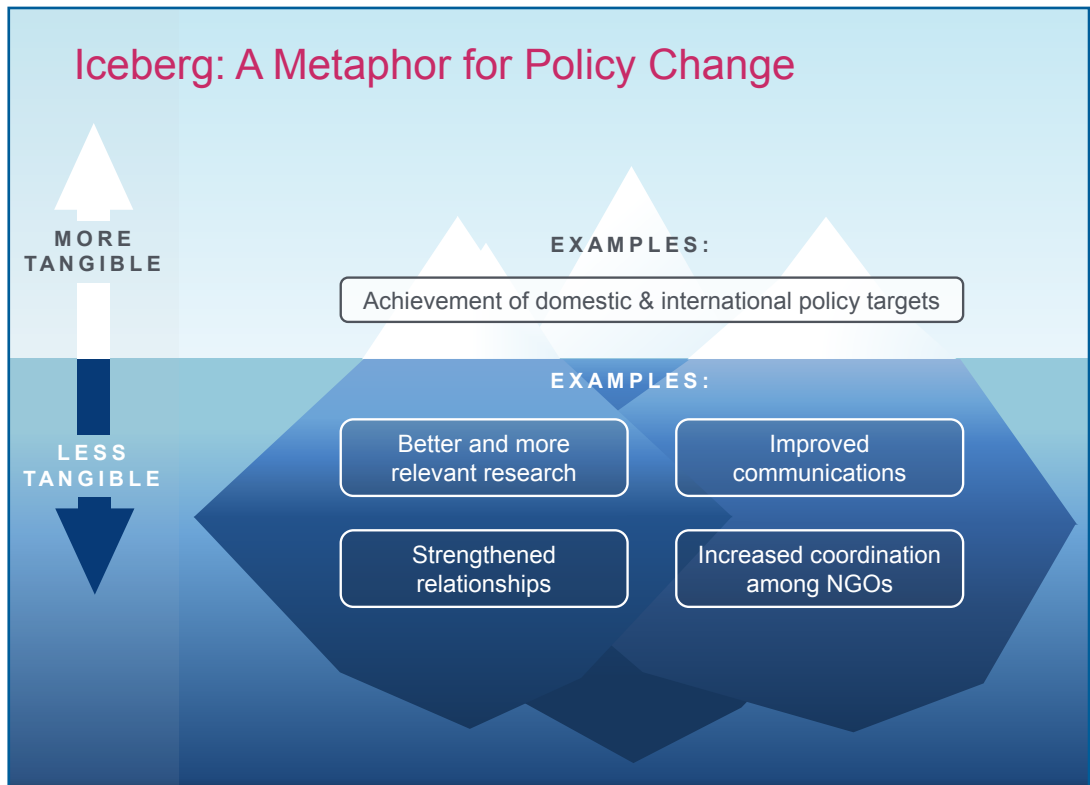 Iceberg: A Metaphor for Policy Change
MORE
TANGIBLE
EXAMPLES:
Achievement of domestic & international policy targets
EXAMPLES:
LESS
TANGIBLE
Better and more
relevant research
Improved
communications
Strengthened
relationships
Increased coordination
among NGOs